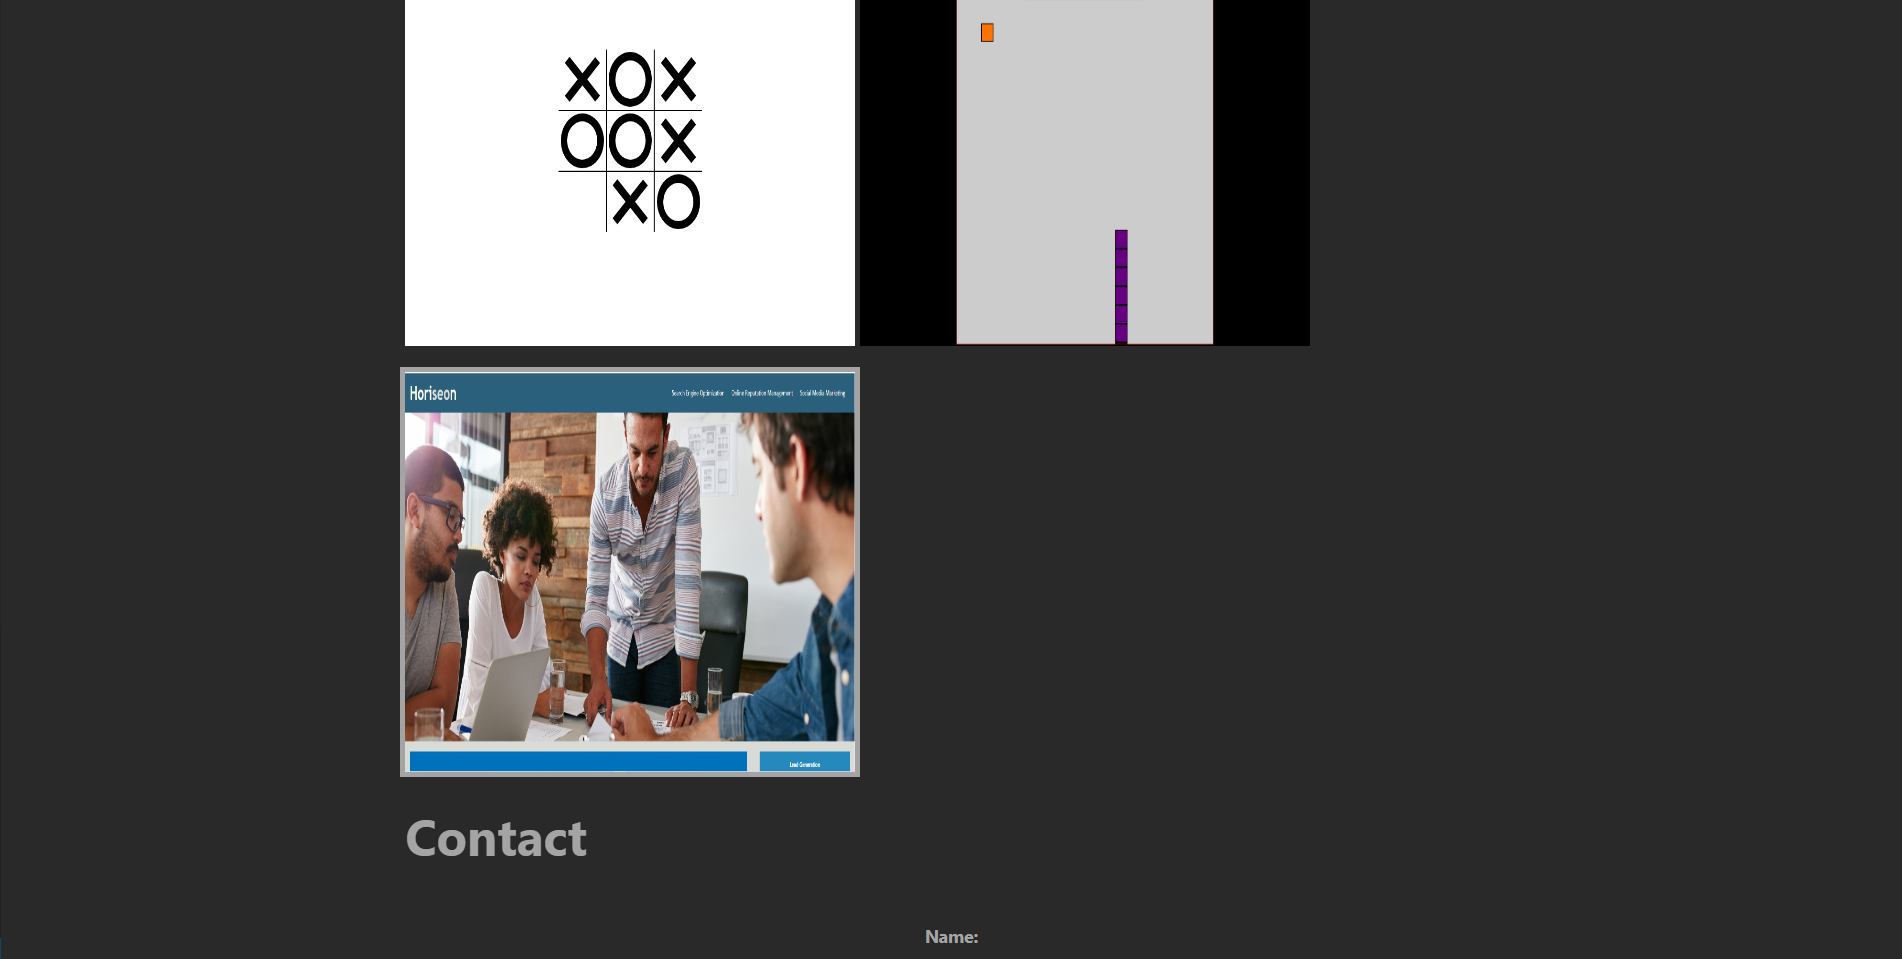 X O X
O O X
X O
Horiseon
Search Engine Optimization Online Reputation Management Social Media Marketing
Lead Generation
Contact
Name: